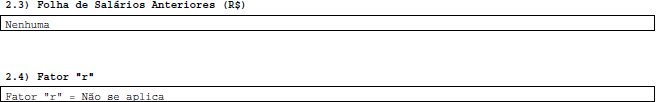 2.3) Folha de Salários Anteriores (R$)
Nenhuma
2.4) Fator "r"
Fator "r" = Não se aplica